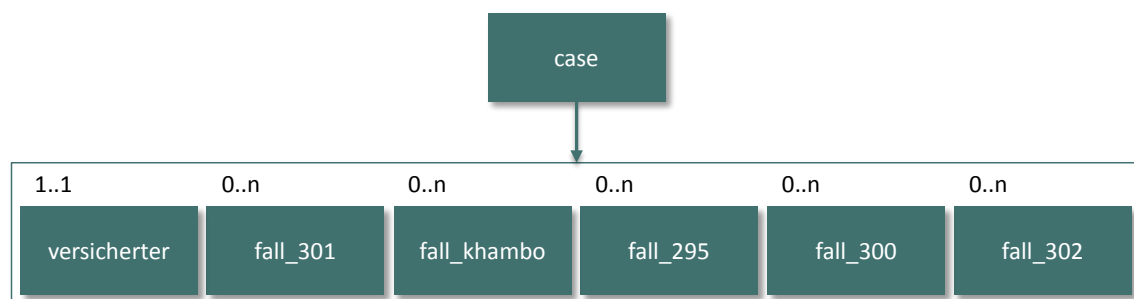 case
1..1 0..n 0..n 0..n 0..n 0..n
versicherter fall_301 fall_khambo fall_295 fall_300 fall_302